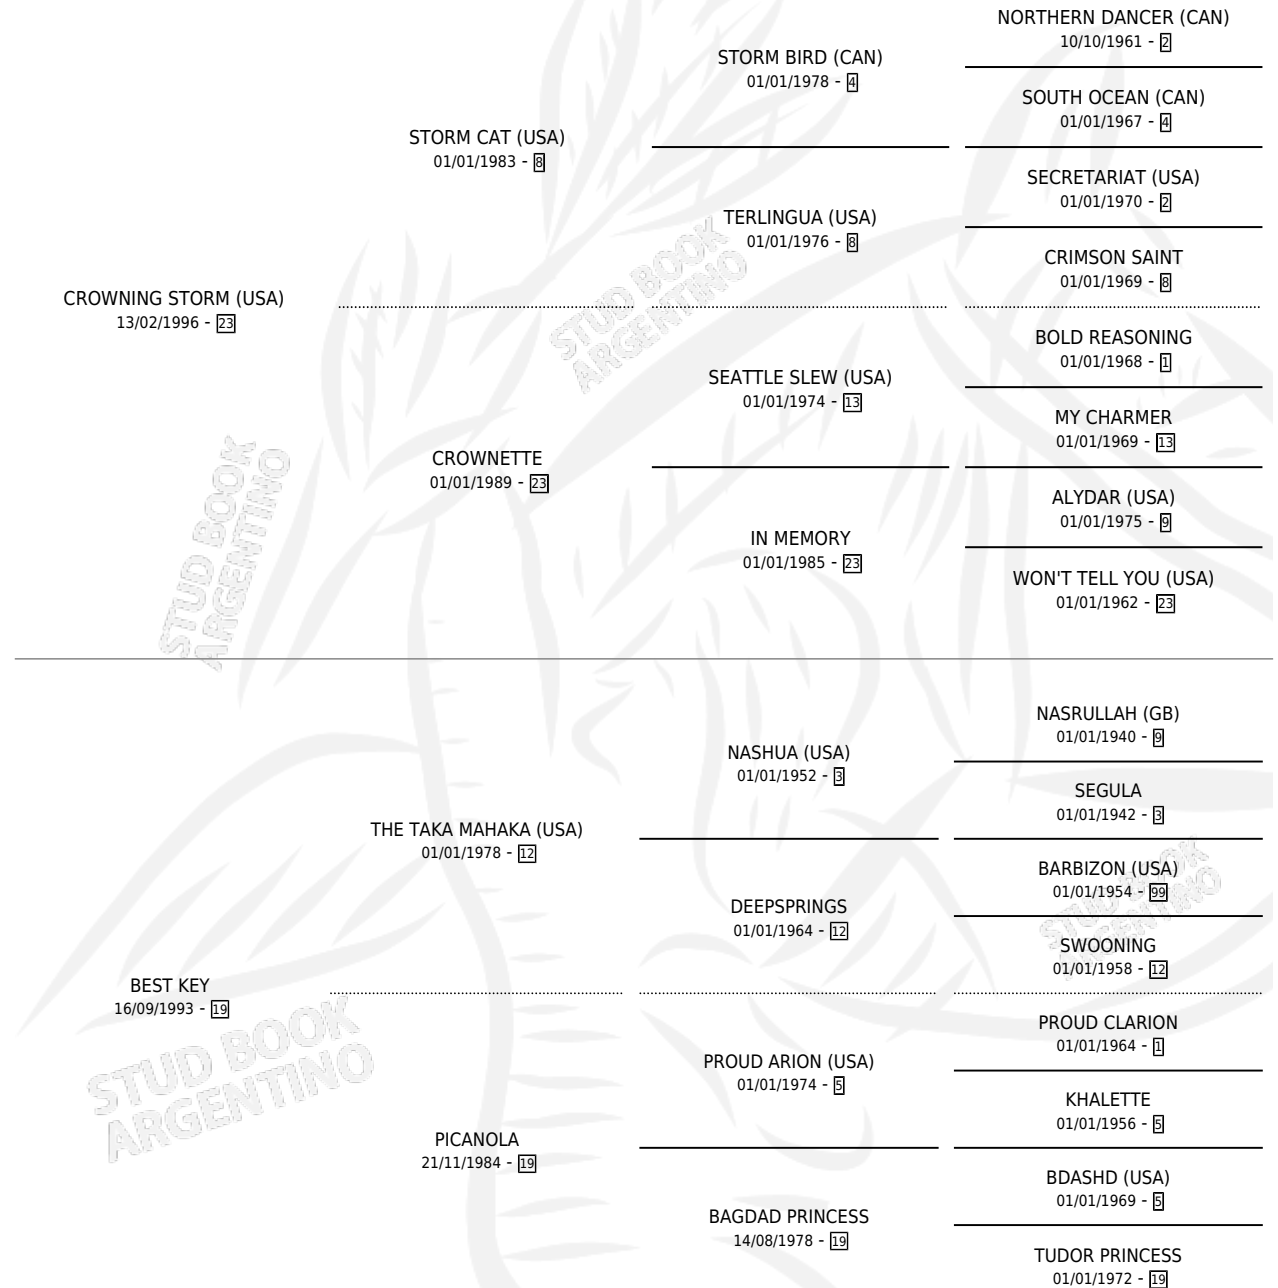 NORTHERN DANCER (CAN)
10/10/1961 - 2
STORM BIRD (CAN)
01/01/1978 - 4
SOUTH OCEAN (CAN)
01/01/1967 - 4
STORM CAT (USA)
01/01/1983 - 8
SECRETARIAT (USA)
01/01/1970 - 2
TERLINGUA (USA)
01/01/1976 - 8
CRIMSON SAINT
01/01/1969 - 8
CROWNING STORM (USA)
13/02/1996 - 23
STUD BOOK
ARGENTINO
BOLD REASONING
01/01/1968 - 1
SEATTLE SLEW (USA)
01/01/1974 - 13
MY CHARMER
01/01/1969 - 13
CROWNETTE
01/01/1989 - 23
ALYDAR (USA)
01/01/1975 - 9
IN MEMORY
01/01/1985 - 23
WON'T TELL YOU (USA)
01/01/1962 - 23
STUD BOOK
ARGENTINO
NASRULLAH (GB)
01/01/1940 - 9
NASHUA (USA)
01/01/1952 - 3
SEGULA
01/01/1942 - 3
THE TAKA MAHAKA (USA)
01/01/1978 - 12
BARBIZON (USA)
01/01/1954 - 99
DEEPSPRINGS
01/01/1964 - 12
STUD BOOK
ARGENTINO
SWOONING
01/01/1958 - 12
BEST KEY
16/09/1993 - 19
STUD BOOK
ARGENTINO
PROUD CLARION
01/01/1964 - 1
PROUD ARION (USA)
01/01/1974 - 5
KHALETTE
01/01/1956 - 5
PICANOLA
21/11/1984 - 19
BDASHD (USA)
01/01/1969 - 5
BAGDAD PRINCESS
14/08/1978 - 19
TUDOR PRINCESS
01/01/1972 - 19